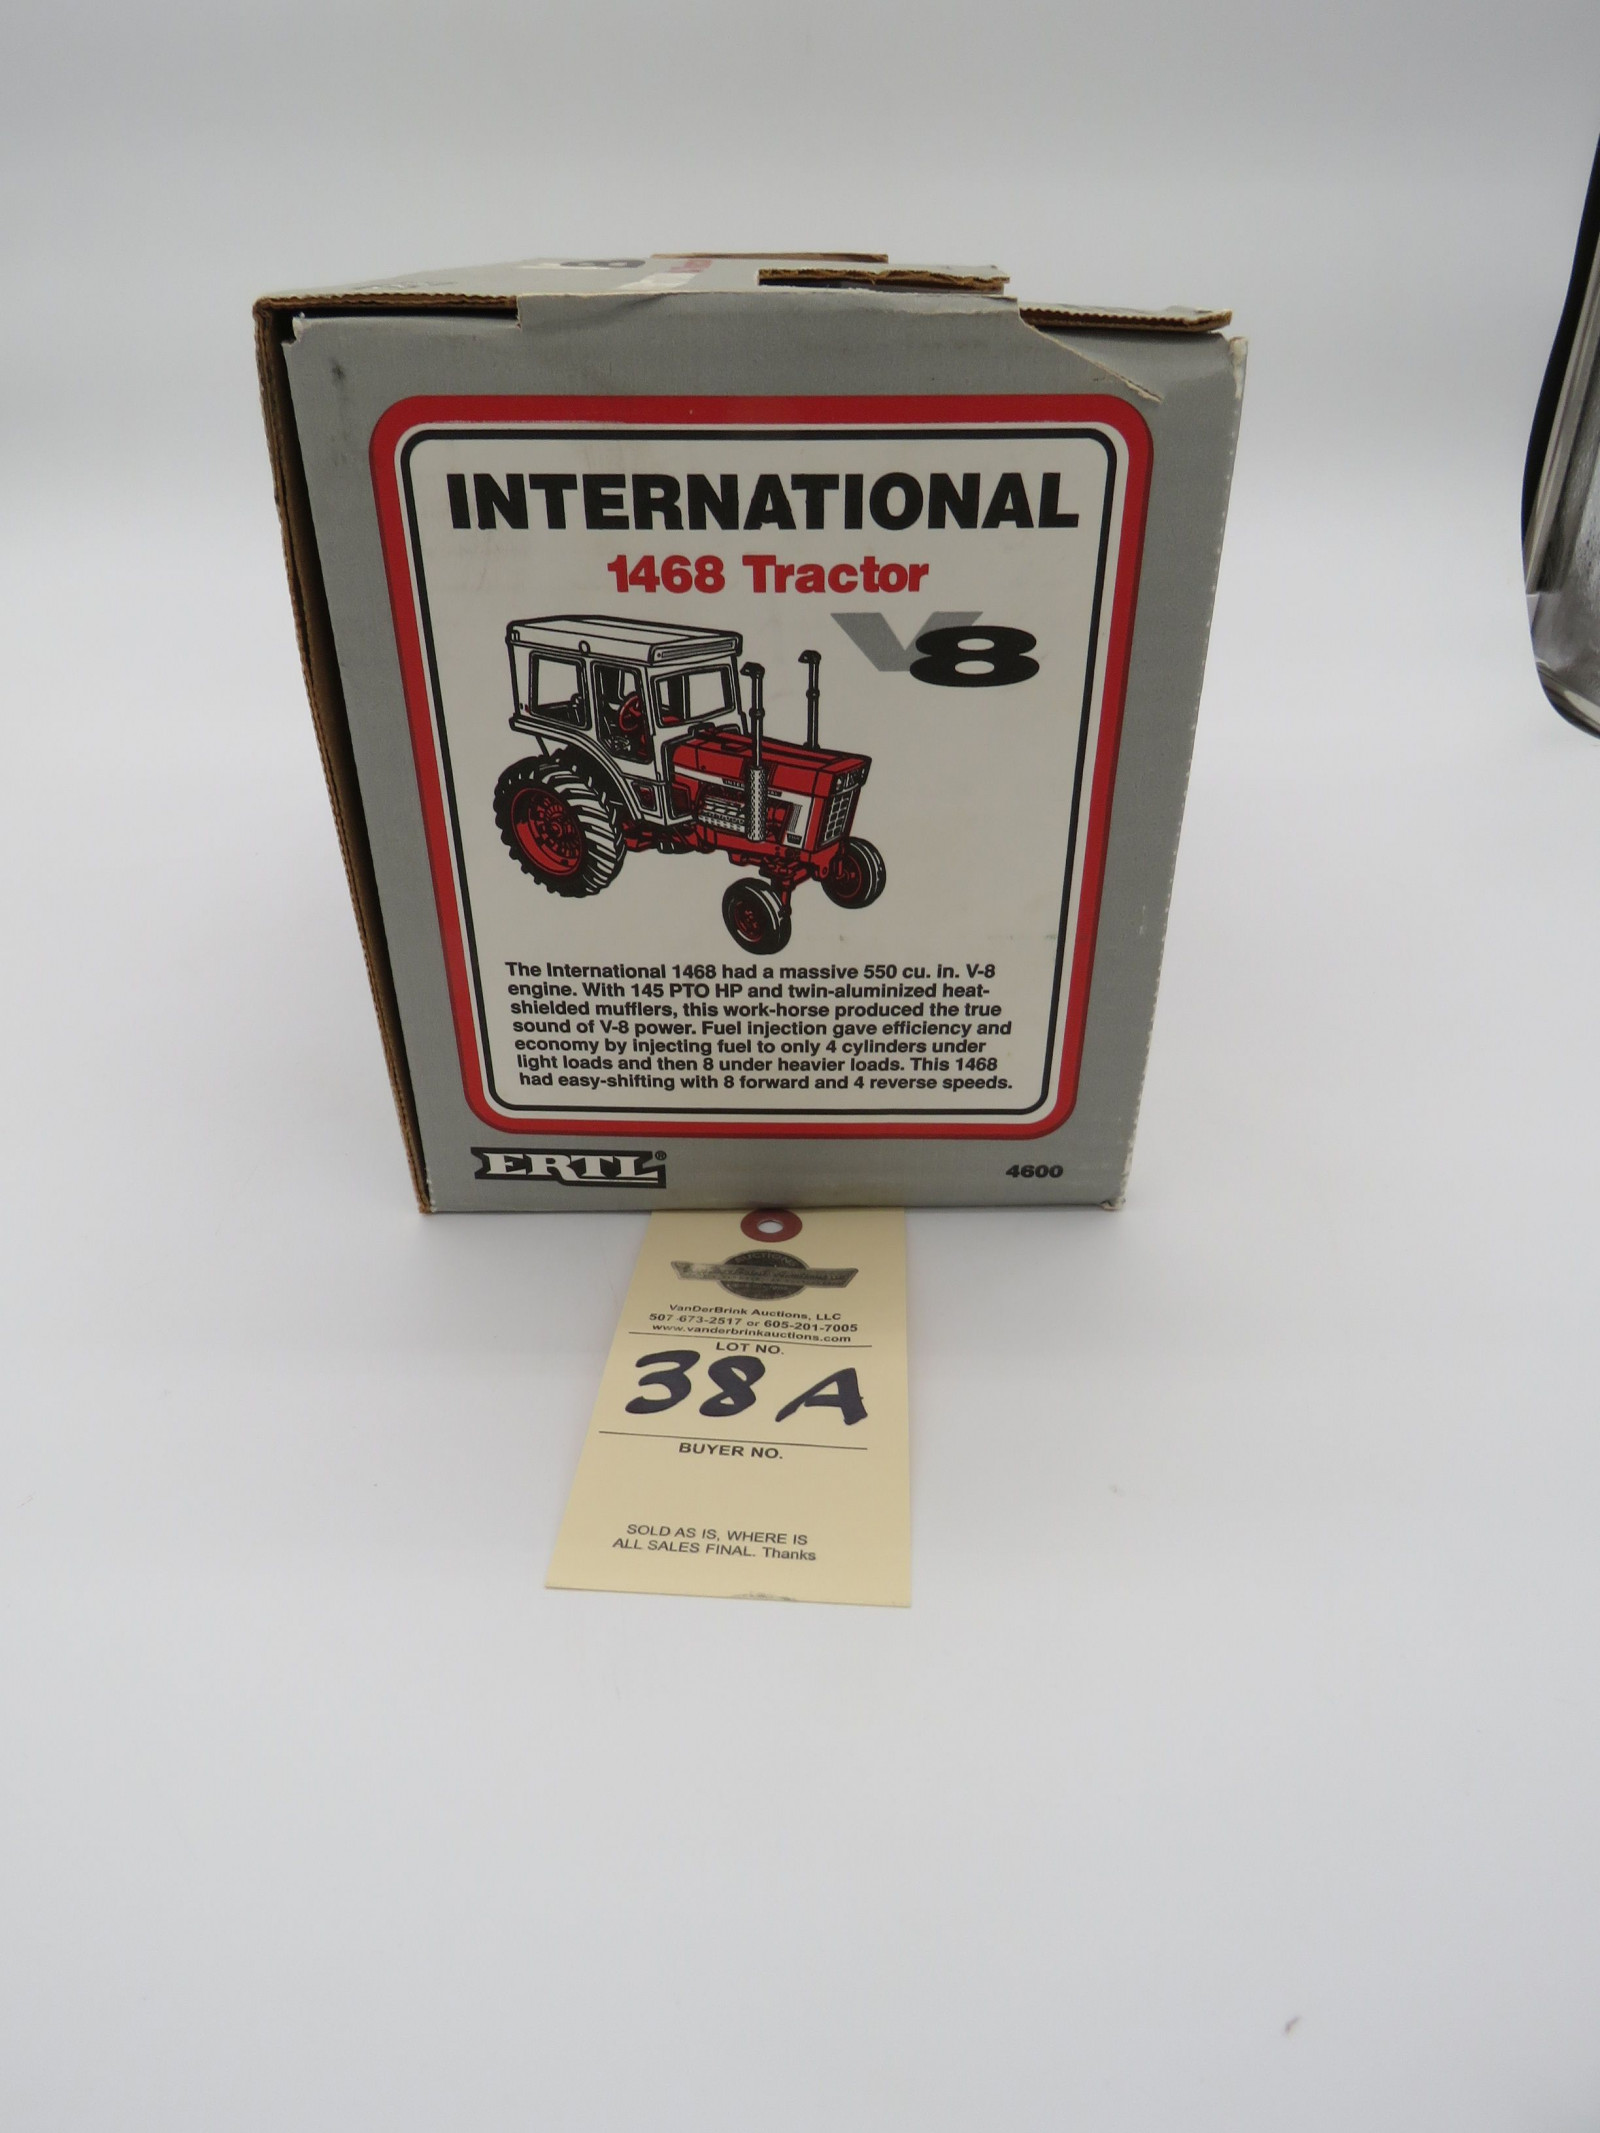 INTERNATIONAL
1468 Tractor
V8
The International 1468 had a massive 550 cu. in. V-8
engine. With 145 PTO HP and twin-aluminized heat-
shielded mufflers, this work-horse produced the true
sound of V-8 power. Fuel injection gave efficiency and
economy by injecting fuel to only 4 cylinders under
light loads and then 8 under heavier loads. This 1468
had easy-shifting with 8 forward and 4 reverse speeds.
ERTL®
4600
VanDerBrink Auctions, LLC
507-673-2517 or 605-201-7005
www.vanderbrinkauctions.com
LOT NO.
38A
BUYER NO.
SOLD AS IS, WHERE IS
ALL SALES FINAL. Thanks